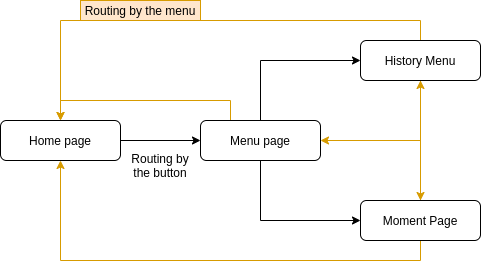 Routing by the menu
History Menu
Home page
Menu page
Routing by
the button
Moment Page